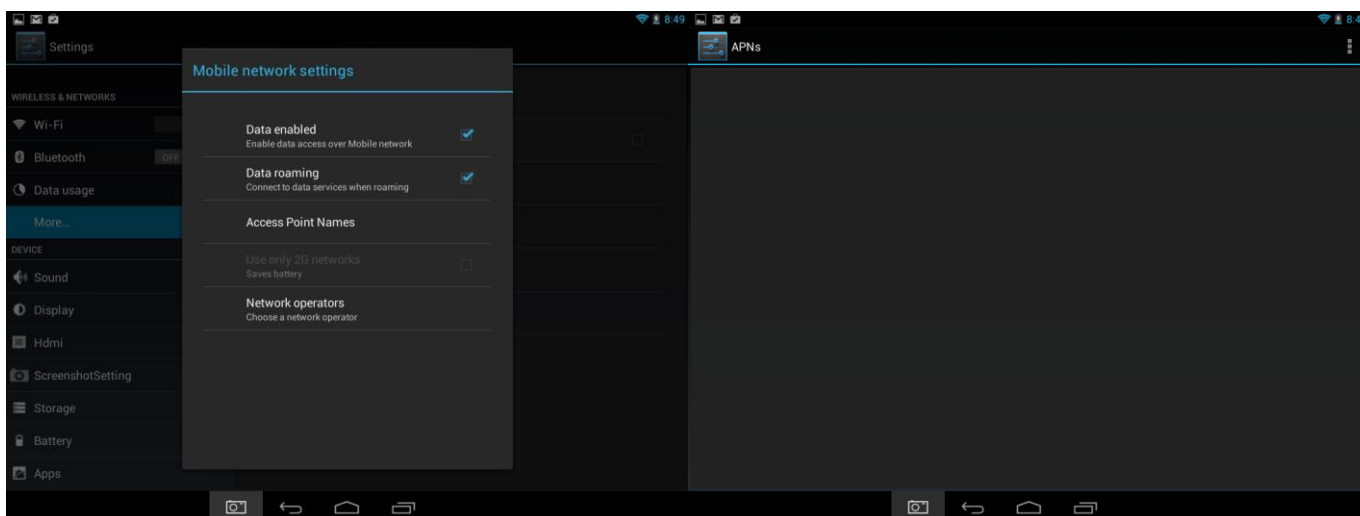 8:49
Settings
WIRELESS & NETWORKS
Wi-Fi
Bluetooth
OFF
Data usage
More...
DEVICE
Sound
Display
Hdmi
ScreenshotSetting
Storage
Battery
Apps
Mobile network settings
Data enabled
Enable data access over Mobile network
Data roaming
Connect to data services when roaming
Access Point Names
Use only 2G networks
Saves battery
Network operators
Choose a network operator
APNs